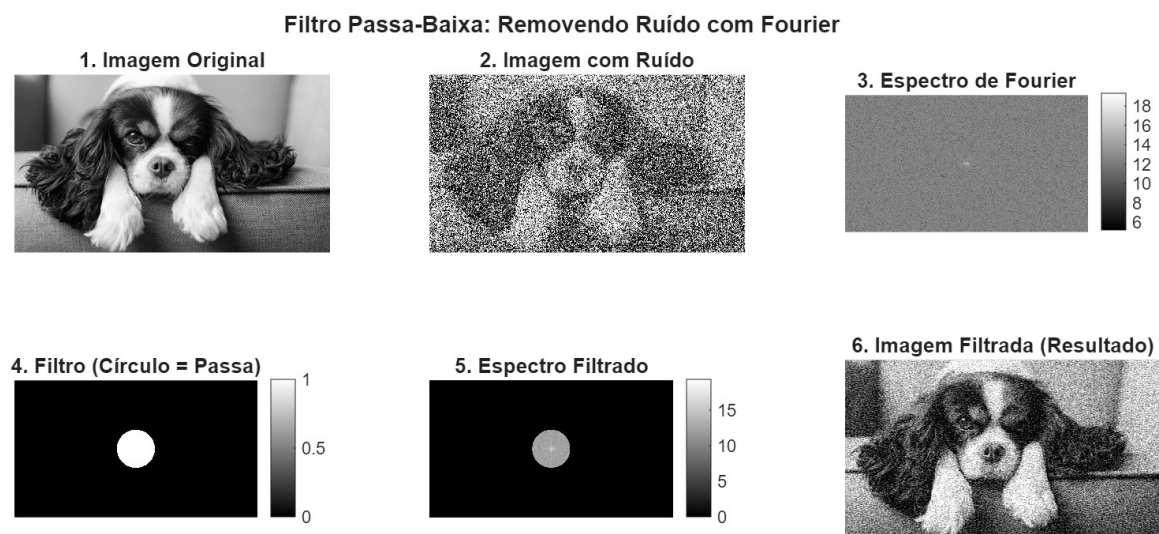 Filtro Passa-Baixa: Removendo Ruído com Fourier
1. Imagem Original
2. Imagem com Ruído
3. Espectro de Fourier
18
16
14
12
10
8
6
4. Filtro (Círculo = Passa)
1
0.5
0
5. Espectro Filtrado
15
10
5
0
6. Imagem Filtrada (Resultado)